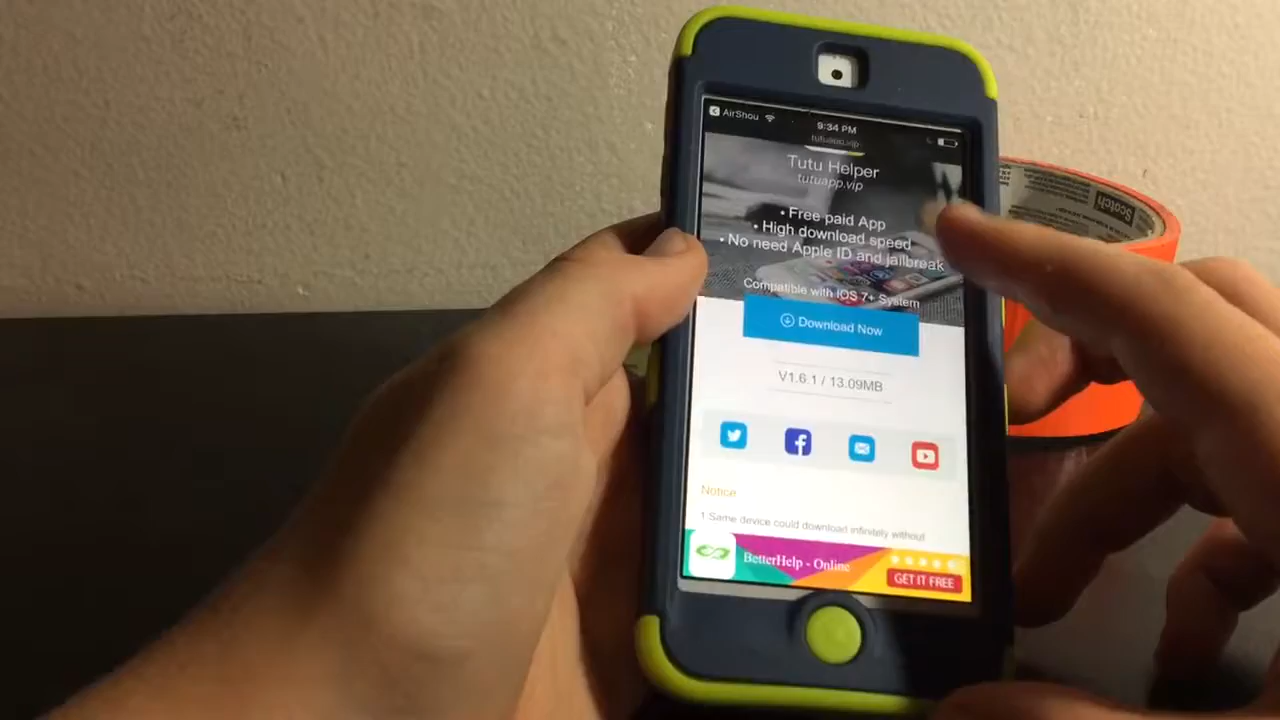 AirShou
9:34 PM
tutuapp.vip
Tutu Helper
tutuapp.vip
• Free paid App
• High download speed
• No need Apple ID and jailbreak
Compatible with iOS 7+ System
Download Now
V1.6.1 / 13.09MB
Notice
1 Same device could download infinitely without
BetterHelp - Online
GET IT FREE
Scotch